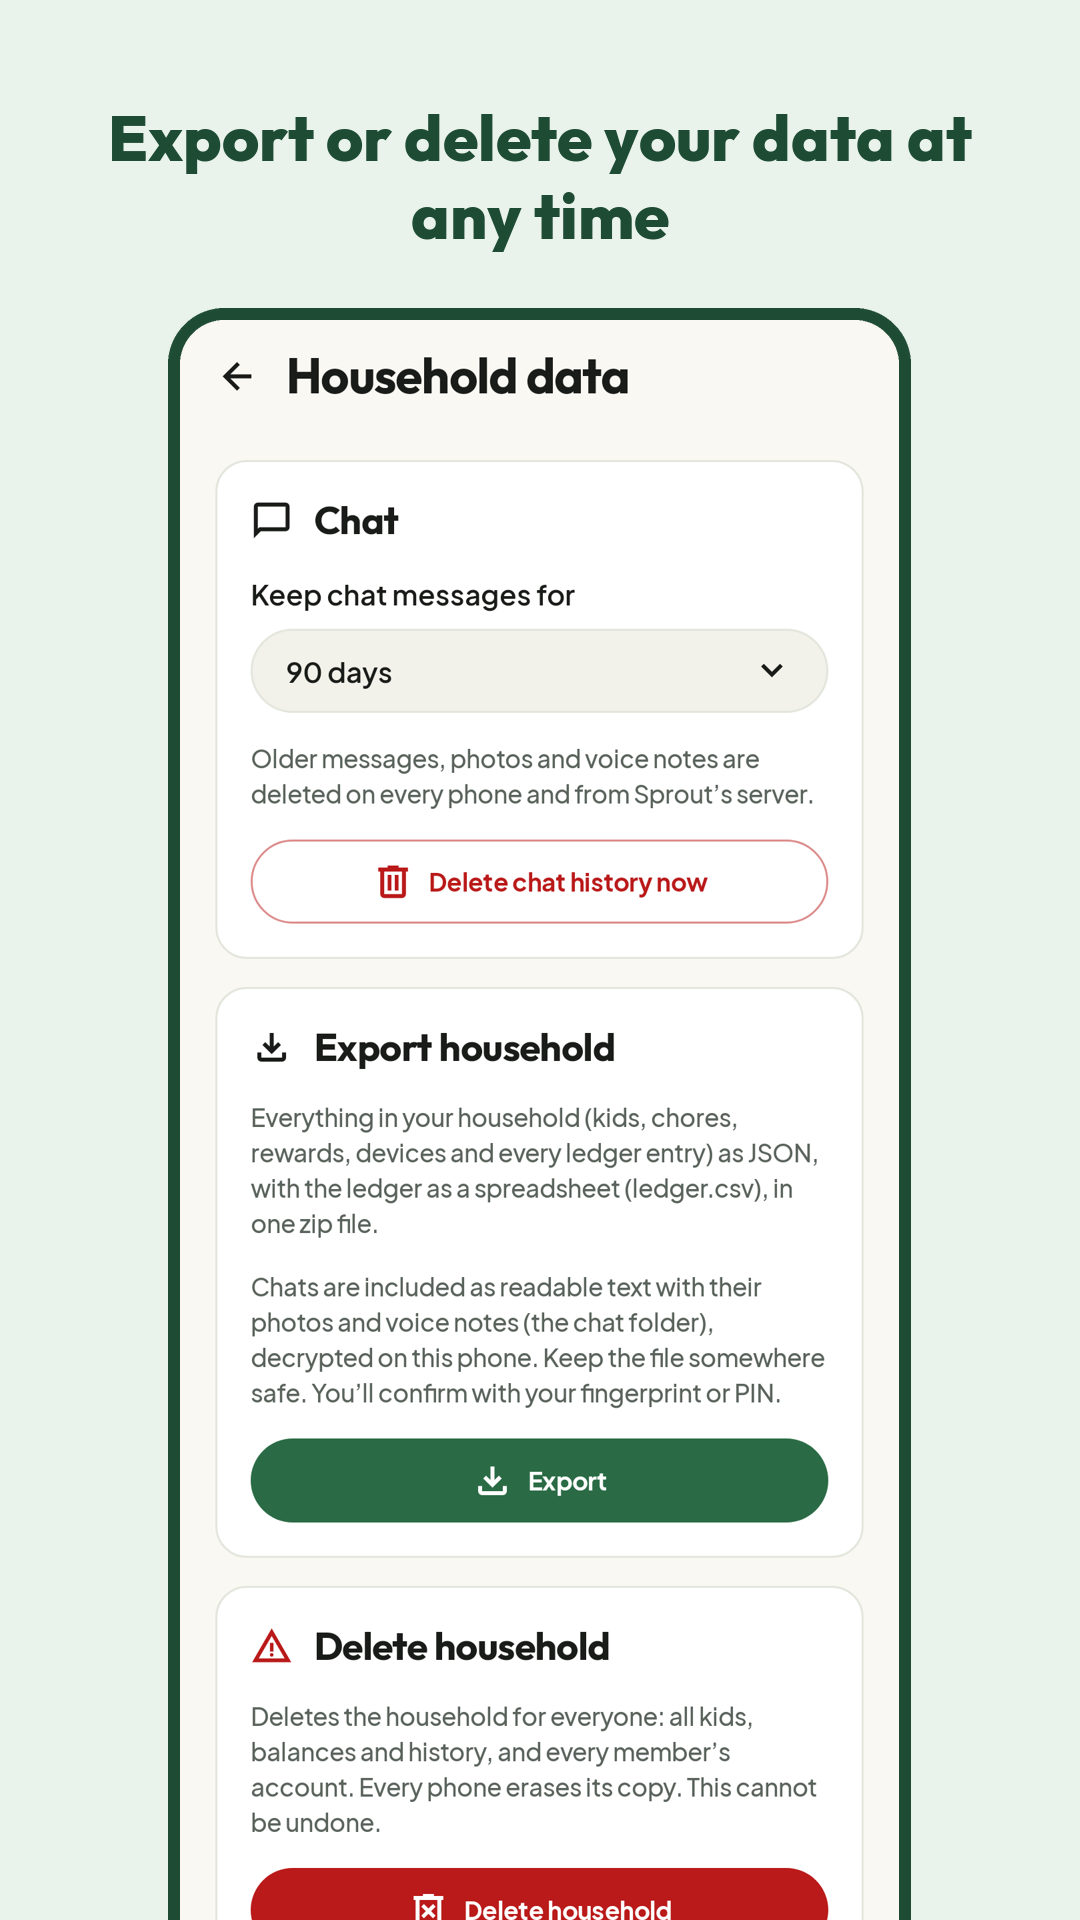 Export or delete your data at
any time
Household data
Chat
Keep chat messages for
90 days
Older messages, photos and voice notes are
deleted on every phone and from Sprout’s server.
Delete chat history now
Export household
Everything in your household (kids, chores,
rewards, devices and every ledger entry) as JSON,
with the ledger as a spreadsheet (ledger.csv), in
one zip file.
Chats are included as readable text with their
photos and voice notes (the chat folder),
decrypted on this phone. Keep the file somewhere
safe. You’ll confirm with your fingerprint or PIN.
Export
Delete household
Deletes the household for everyone: all kids,
balances and history, and every member’s
account. Every phone erases its copy. This cannot
be undone.
Delete household